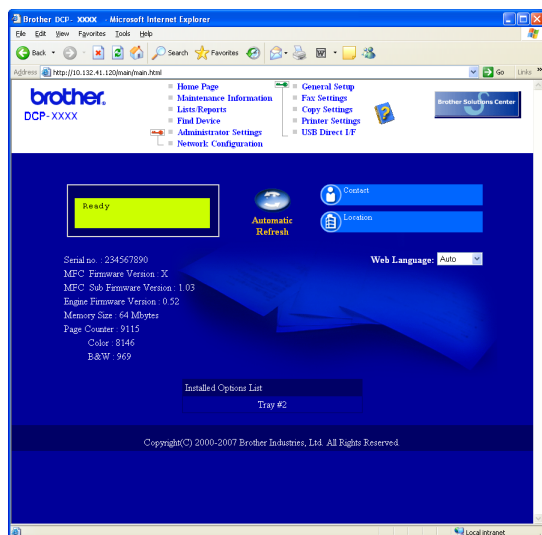 Brother DCP- XXXX - Microsoft Internet Explorer
File Edit View Favorites Tools Help
Back Search Favorites
Address http://10.132.41.120/main/main.html Go Links »
brother®
DCP-XXXX
Home Page
Maintenance Information
Lists/Reports
Find Device
Administrator Settings
Network Configuration
General Setup
Fax Settings
Copy Settings
Printer Settings
USB Direct I/F
Brother Solutions Center
Ready
Automatic
Refresh
Contact
Location
Web Language: Auto
Serial no. : 234567890
MFC Firmware Version : X
MFC Sub Firmware Version : 1.03
Engine Firmware Version : 0.52
Memory Size : 64 Mbytes
Page Counter : 9115
Color : 8146
B&W : 969
Installed Options List
Tray #2
Copyright(C) 2000-2007 Brother Industries, Ltd. All Rights Reserved.
Local intranet